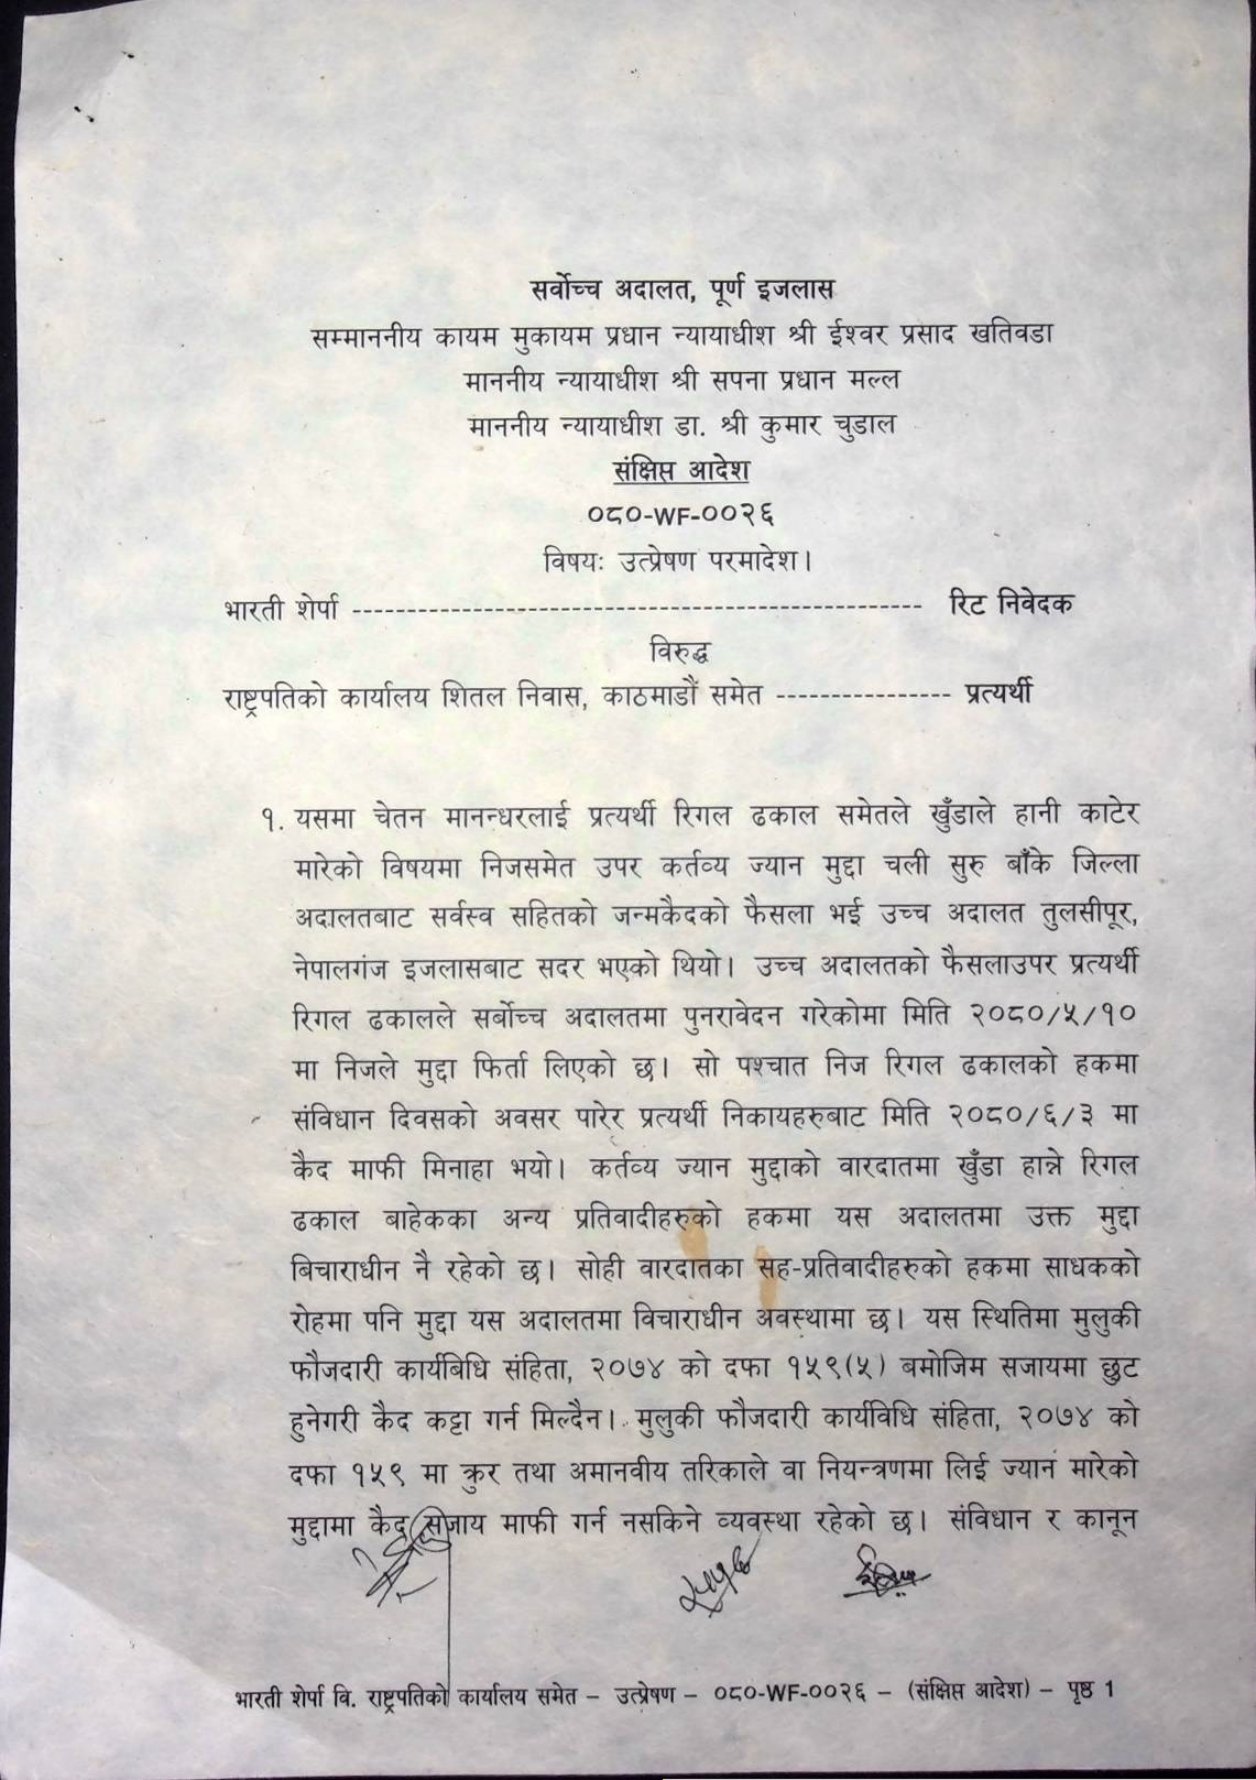 सर्वोच्च अदालत, पूर्ण इजलास
सम्माननीय कायम मुकायम प्रधान न्यायाधीश श्री ईश्वर प्रसाद खतिवडा
माननीय न्यायाधीश श्री सपना प्रधान मल्ल
माननीय न्यायाधीश डा. श्री कुमार चुडाल
संक्षिप्त आदेश
०८०-WF-००२६
विषयः उत्प्रेषण परमादेश।
भारती शेर्पा ---------------------------------------------------- रिट निवेदक
विरुद्ध
राष्ट्रपतिको कार्यालय शितल निवास, काठमाडौं समेत ---------------- प्रत्यर्थी
१. यसमा चेतन मानन्धरलाई प्रत्यर्थी रिगल ढकाल समेतले खुँडाले हानी काटेर
मारेको विषयमा निजसमेत उपर कर्तव्य ज्यान मुद्दा चली सुरु बाँके जिल्ला
अदालतबाट सर्वस्व सहितको जन्मकैदको फैसला भई उच्च अदालत तुलसीपूर,
नेपालगंज इजलासबाट सदर भएको थियो। उच्च अदालतको फैसलाउपर प्रत्यर्थी
रिगल ढकालले सर्बोच्च अदालतमा पुनरावेदन गरेकोमा मिति २०८०/५/१०
मा निजले मुद्दा फिर्ता लिएको छ। सो पश्चात निज रिगल ढकालको हकमा
संविधान दिवसको अवसर पारेर प्रत्यर्थी निकायहरुबाट मिति २०८०/६/३ मा
कैद माफी मिनाहा भयो। कर्तव्य ज्यान मुद्दाको वारदातमा खुँडा हान्ने रिगल
ढकाल बाहेकका अन्य प्रतिवादीहरुको हकमा यस अदालतमा उक्त मुद्दा
बिचाराधीन नै रहेको छ। सोही वारदातका सह-प्रतिवादीहरुको हकमा साधकको
रोहमा पनि मुद्दा यस अदालतमा विचाराधीन अवस्थामा छ। यस स्थितिमा मुलुकी
फौजदारी कार्यबिधि संहिता, २०७४ को दफा १५९(५) बमोजिम सजायमा छुट
हुनेगरी कैद कट्टा गर्न मिल्दैन। मुलुकी फौजदारी कार्यविधि संहिता, २०७४ को
दफा १५९ मा क्रुर तथा अमानवीय तरिकाले वा नियन्त्रणमा लिई ज्यान मारेको
मुद्दामा कैद सजाय माफी गर्न नसकिने व्यवस्था रहेको छ। संविधान र कानून
भारती शेर्पा वि. राष्ट्रपतिको कार्यालय समेत – उत्प्रेषण – ०८०-WF-००२६ – (संक्षिप्त आदेश) – पृष्ठ 1